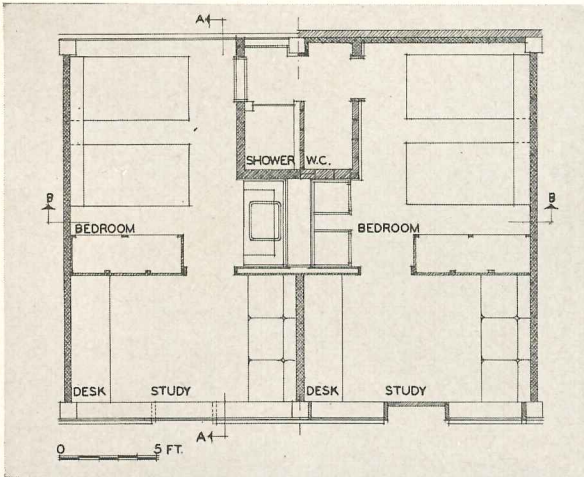 A
SHOWER W.C.
B B
BEDROOM BEDROOM
DESK STUDY DESK STUDY
A
0 5 FT.